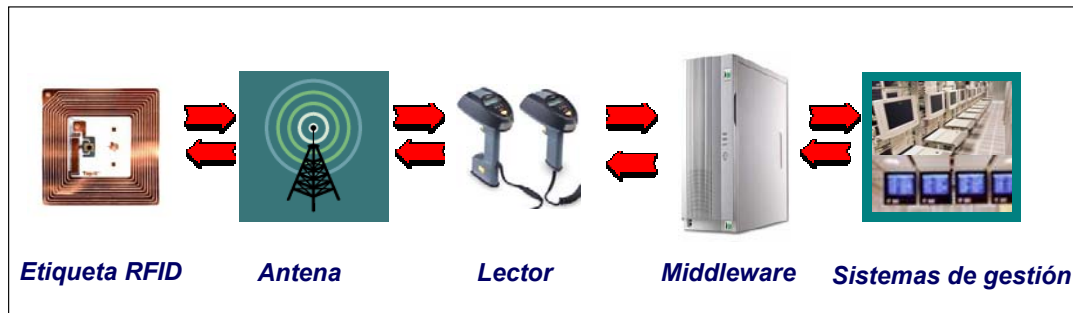 Etiqueta RFID
Antena
Lector
Middleware
Sistemas de gestión